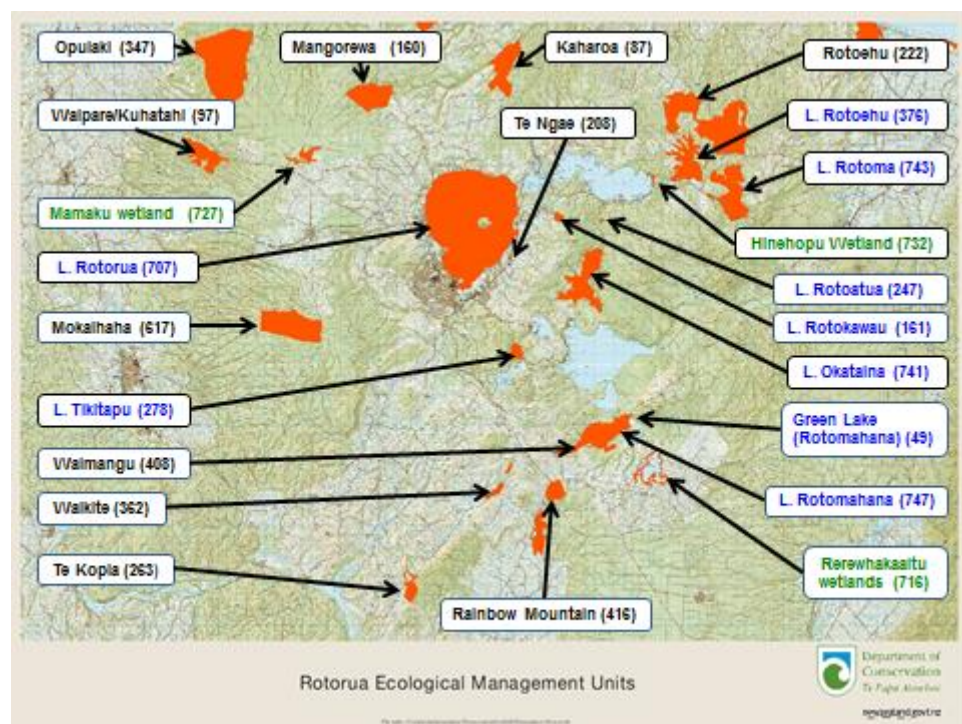 Opuiaki (347)
Mangorewa (160)
Kaharoa (87)
Rotoehu (222)
Waipare/Kuhatahi (97)
Te Ngae (208)
L. Rotoehu (376)
L. Rotoma (743)
Mamaku wetland (727)
Hinehopu Wetland (732)
L. Rotorua (707)
L. Rotoatua (247)
Mokaihaha (617)
L. Rotokawau (161)
L. Okataina (741)
L. Tikitapu (278)
Green Lake
(Rotomahana) (49)
Waimangu (408)
Waikite (362)
L. Rotomahana (747)
Te Kopia (263)
Rerewhakaaitu
wetlands (716)
Rainbow Mountain (416)
Rotorua Ecological Management Units
Department of
Conservation
Te Papa Atawhai
newzealand.govt.nz